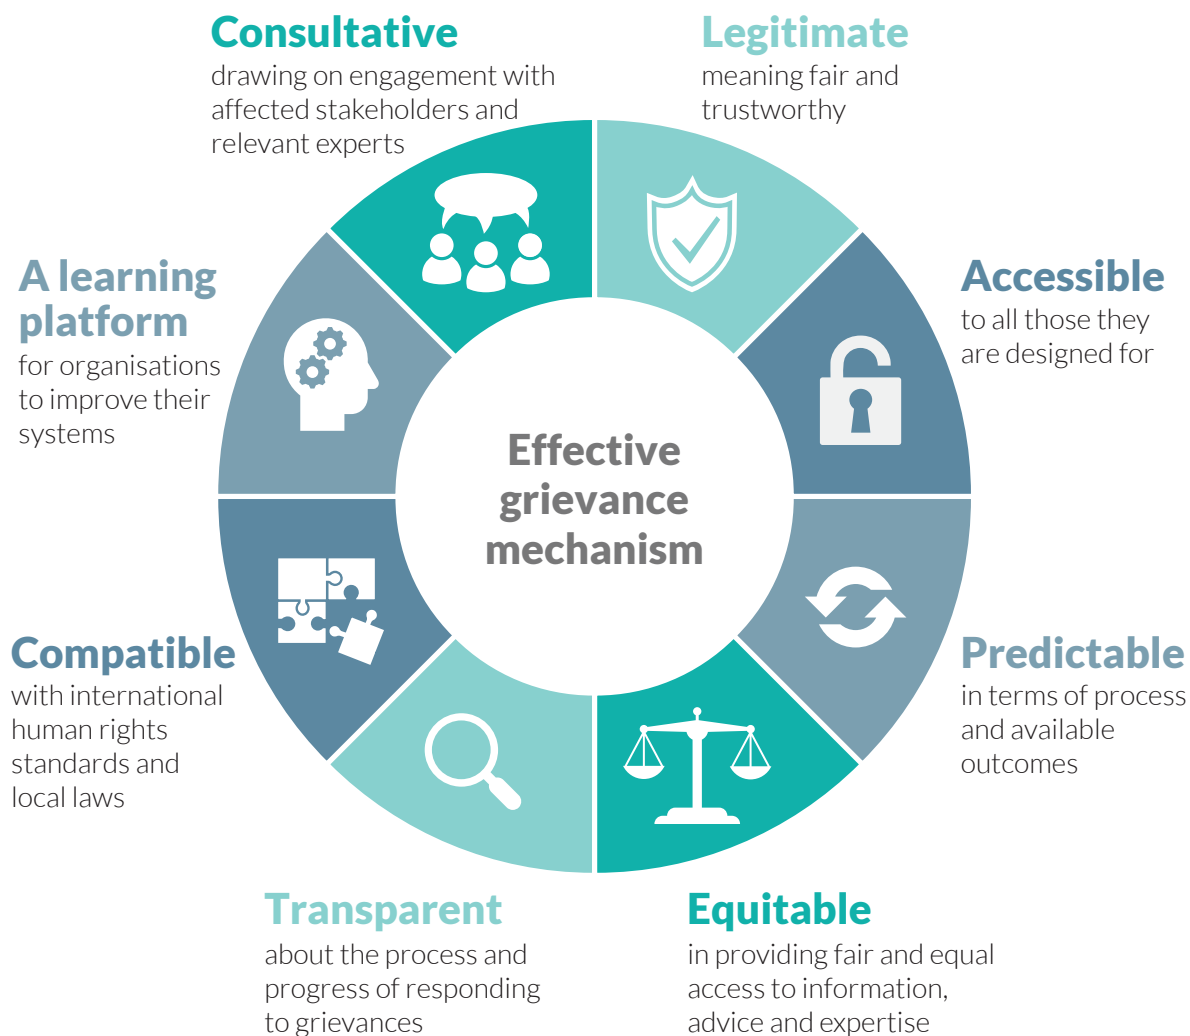 Consultative
drawing on engagement with
affected stakeholders and
relevant experts
Legitimate
meaning fair and
trustworthy
Accessible
to all those they
are designed for
Predictable
in terms of process
and available
outcomes
Equitable
in providing fair and equal
access to information,
advice and expertise
Transparent
about the process and
progress of responding
to grievances
Compatible
with international
human rights
standards and
local laws
A learning
platform
for organisations
to improve their
systems
Effective
grievance
mechanism